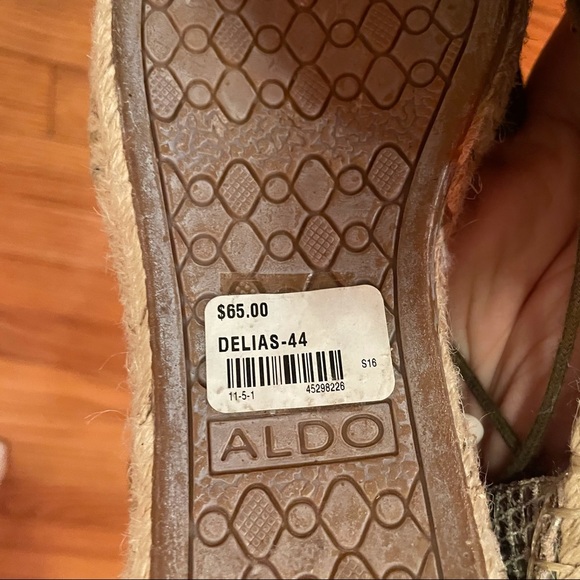 $65.00
DELIAS-44
S16
11-5-1 45298226
ALDO